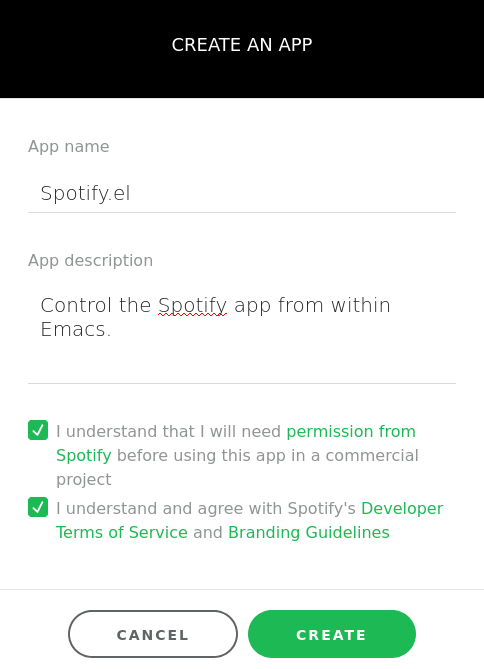 CREATE AN APP
App name
Spotify.el
App description
Control the Spotify app from within
Emacs.
I understand that I will need permission from
Spotify before using this app in a commercial
project
I understand and agree with Spotify's Developer
Terms of Service and Branding Guidelines
CANCEL
CREATE